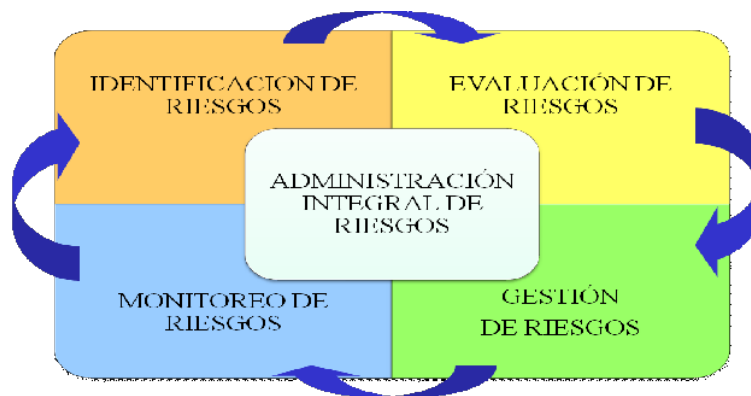 IDENTIFICACION DE
RIESGOS
EVALUACIÓN DE
RIESGOS
ADMINISTRACIÓN
INTEGRAL DE
RIESGOS
MONITOREO DE
RIESGOS
GESTIÓN
DE RIESGOS